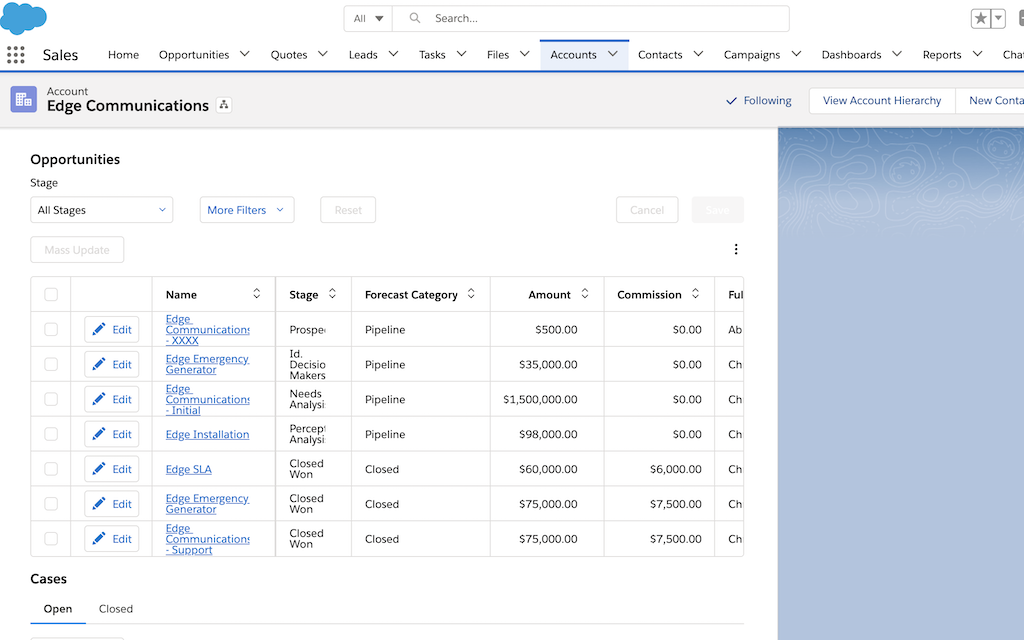 All
Search...
Sales Home Opportunities Quotes Leads Tasks Files Accounts Contacts Campaigns Dashboards Reports Chat
Account
Edge Communications
Following View Account Hierarchy New Conta
Opportunities
Stage
All Stages More Filters Reset Cancel Save
Mass Update
Name Stage Forecast Category Amount Commission Ful
Edit Edge Communications - XXXX Prospe Pipeline $500.00 $0.00 Ab
Edit Edge Emergency Generator Id. Decisio Makers Pipeline $35,000.00 $0.00 Ch
Edit Edge Communications - Initial Needs Analysi Pipeline $1,500,000.00 $0.00 Ch
Edit Edge Installation Percept Analysi Pipeline $98,000.00 $0.00 Ch
Edit Edge SLA Closed Won Closed $60,000.00 $6,000.00 Ch
Edit Edge Emergency Generator Closed Won Closed $75,000.00 $7,500.00 Ch
Edit Edge Communications - Support Closed Won Closed $75,000.00 $7,500.00 Ch
Cases
Open Closed